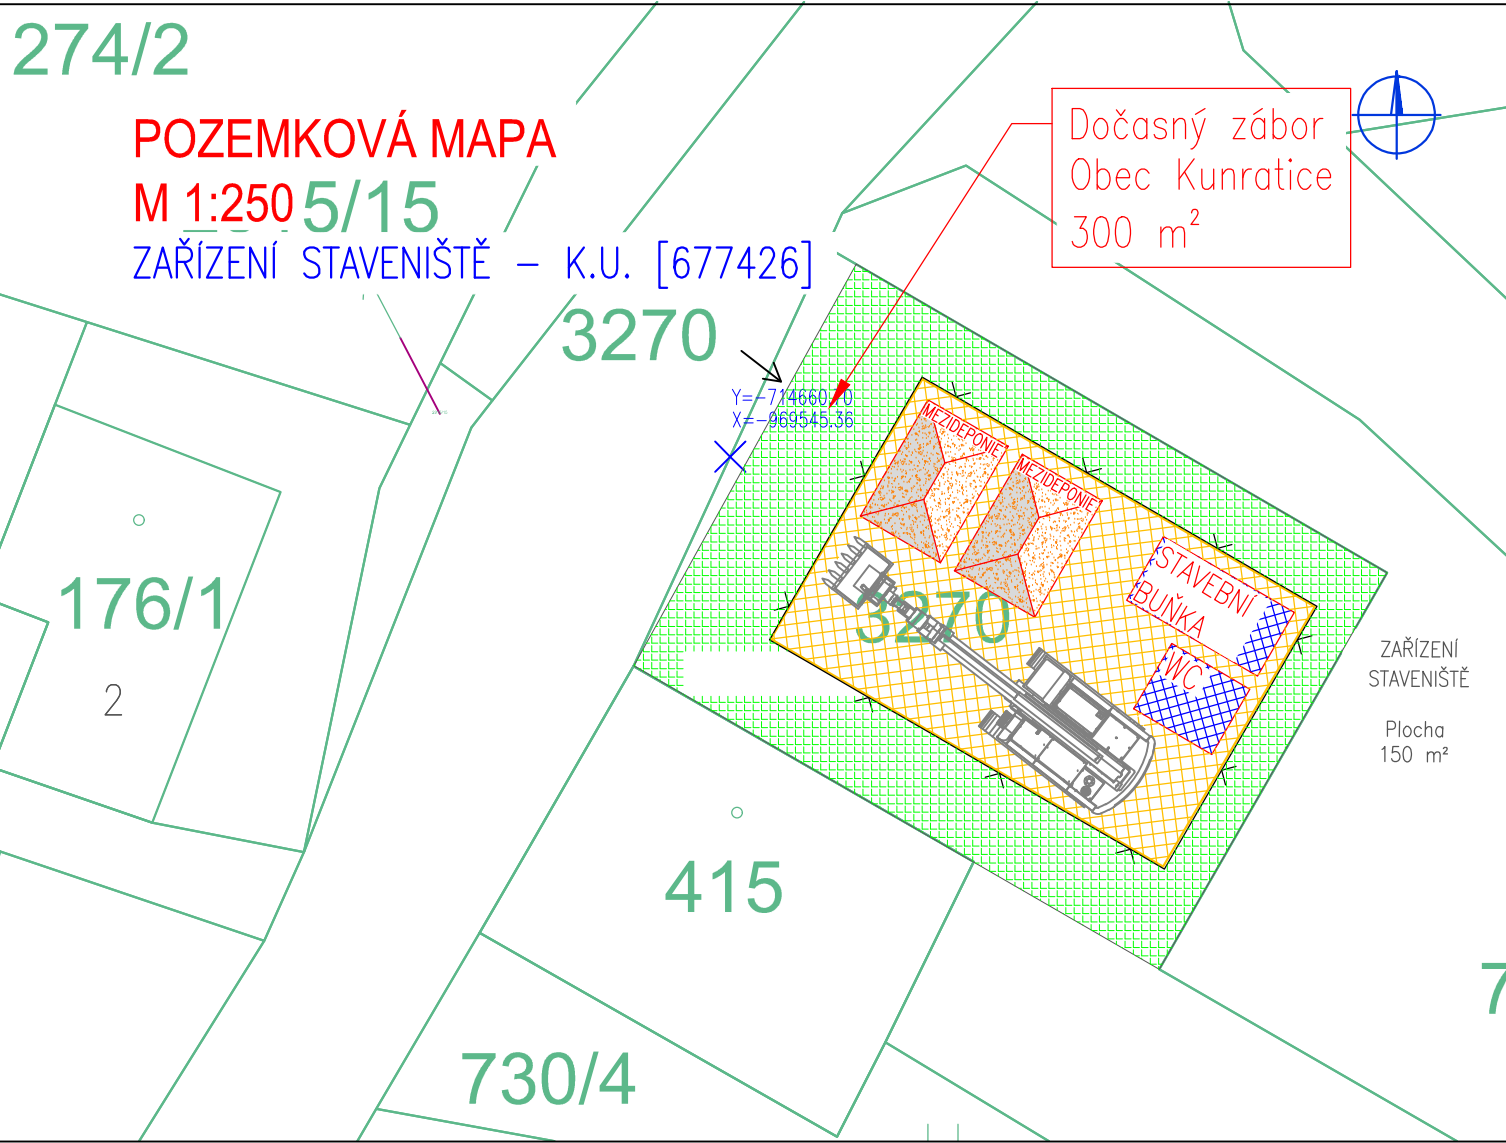 274/2
POZEMKOVÁ MAPA
M 1:250
5/15
ZAŘÍZENÍ STAVENIŠTĚ – K.U. [677426]
Dočasný zábor
Obec Kunratice
300 m²
3270
Y=–714660.70
X=–969545.36
MEZIDEPONIE
MEZIDEPONIE
STAVEBNÍ
BUŇKA
WC
3270
176/1
2
ZAŘÍZENÍ
STAVENIŠTĚ
Plocha
150 m²
415
730/4
7